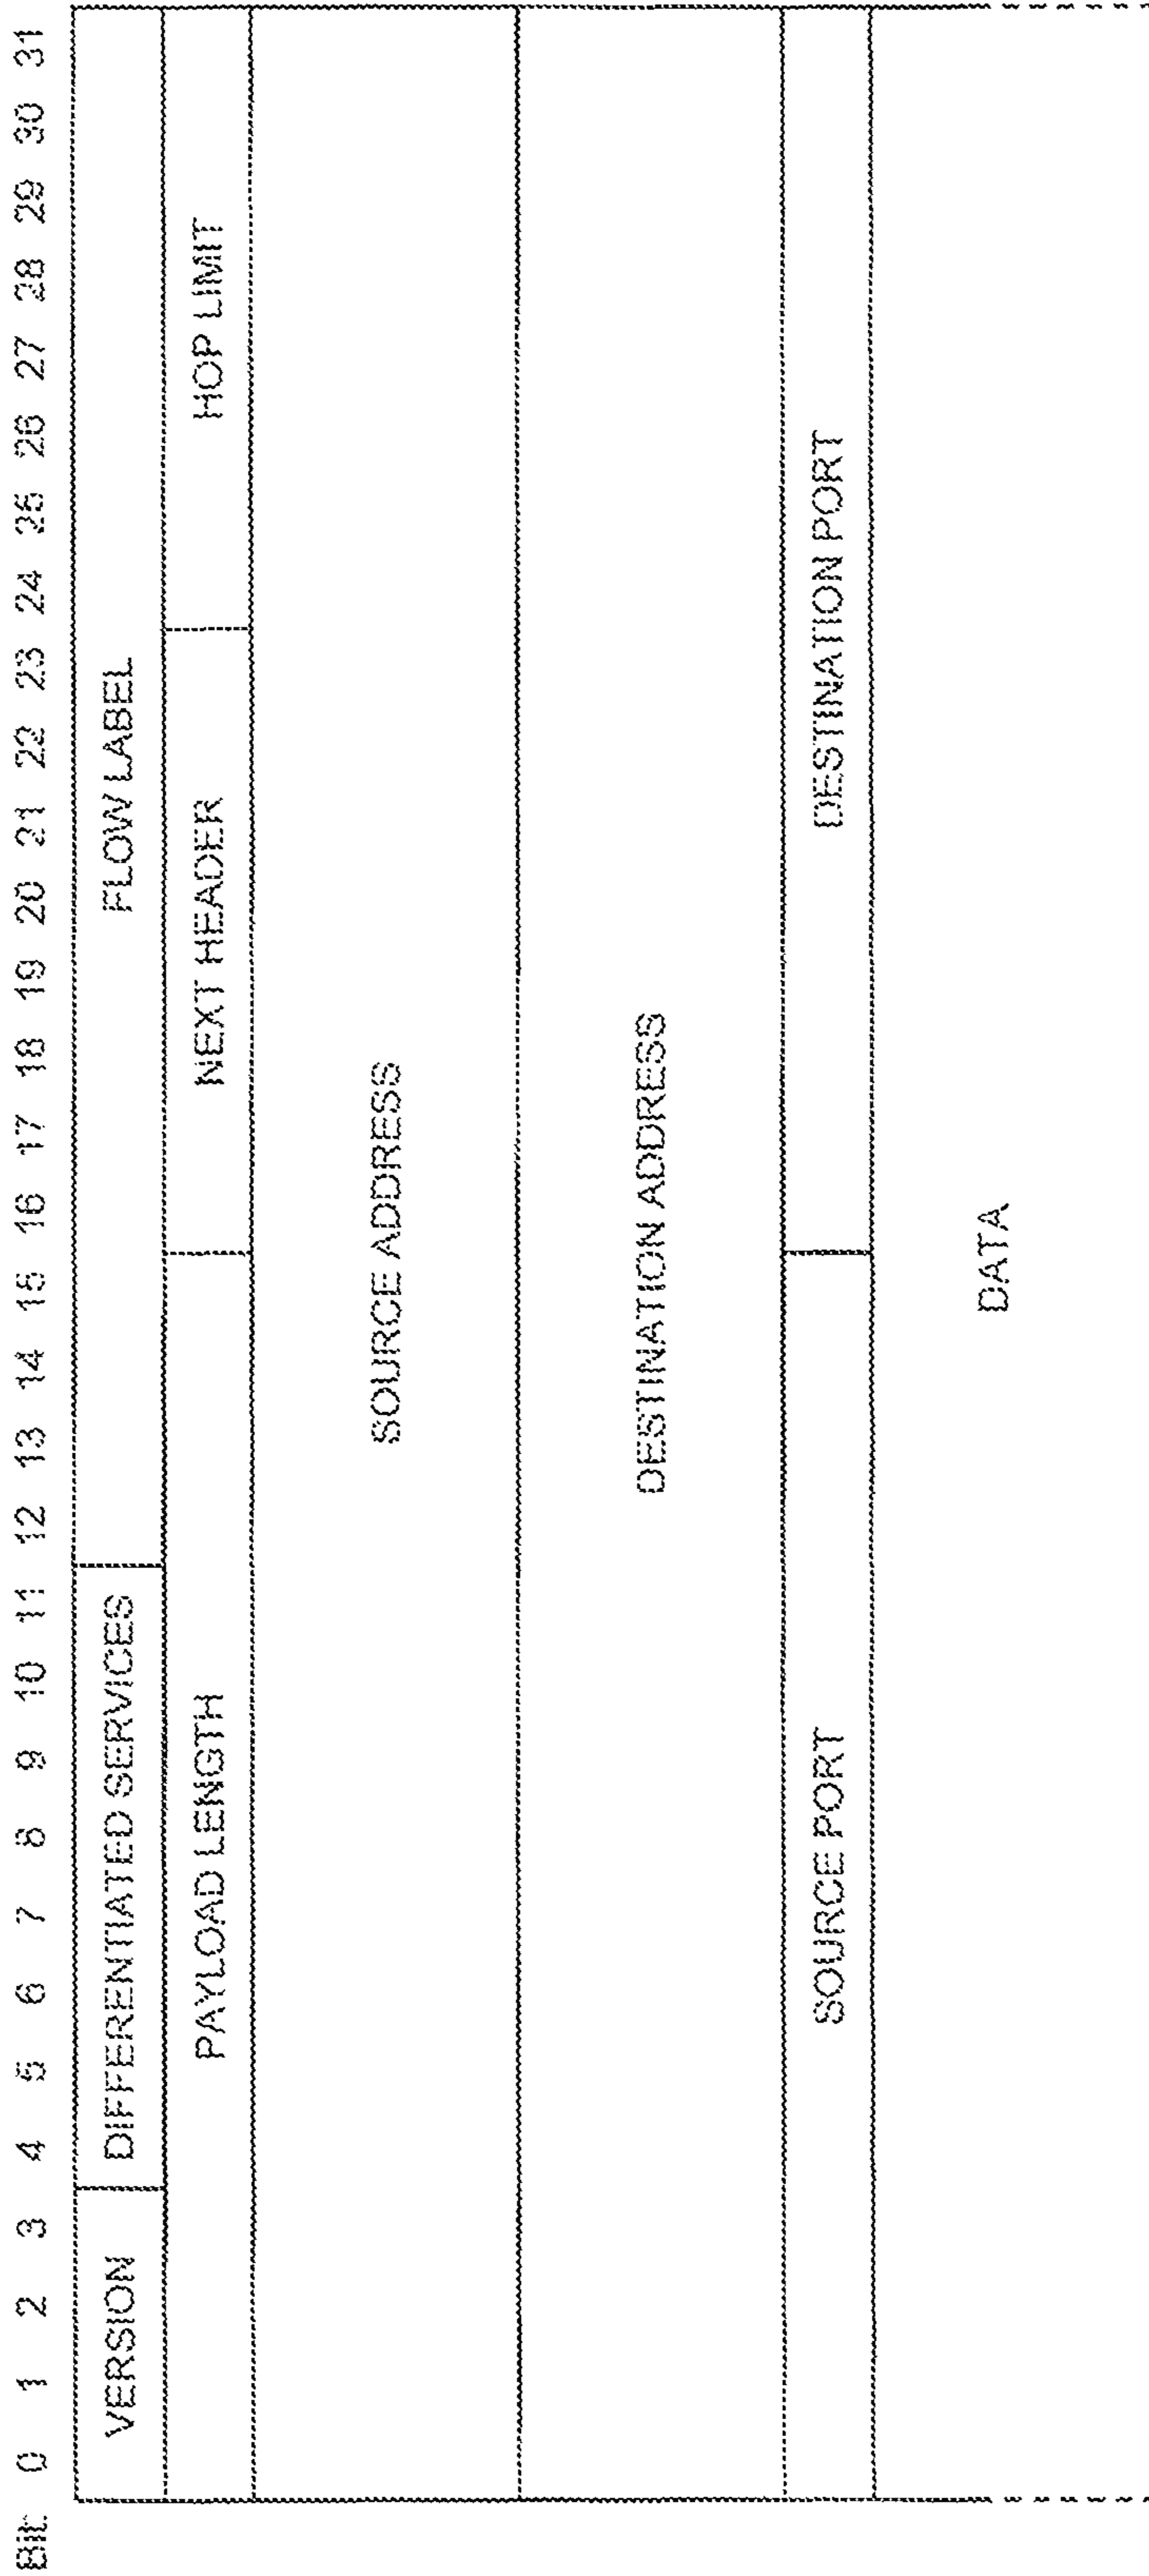 Bit: 0 1 2 3 4 5 6 7 8 9 10 11 12 13 14 15 16 17 18 19 20 21 22 23 24 25 26 27 28 29 30 31
VERSION DIFFERENTIATED SERVICES FLOW LABEL
PAYLOAD LENGTH NEXT HEADER HOP LIMIT
SOURCE ADDRESS
DESTINATION ADDRESS
SOURCE PORT DESTINATION PORT
DATA